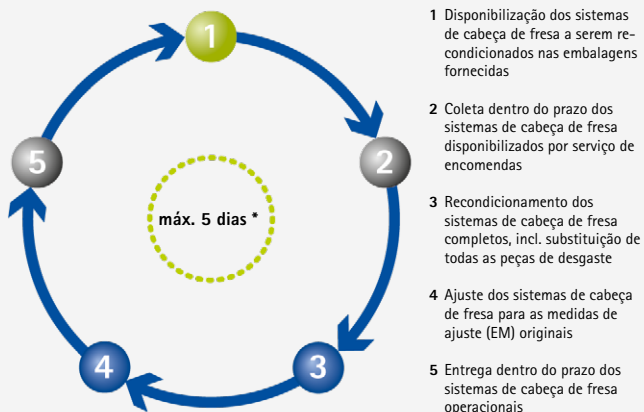 1
2
3
4
5
máx. 5 dias *
1 Disponibilização dos sistemas
de cabeça de fresa a serem re-
condicionados nas embalagens
fornecidas
2 Coleta dentro do prazo dos
sistemas de cabeça de fresa
disponibilizados por serviço de
encomendas
3 Recondicionamento dos
sistemas de cabeça de fresa
completos, incl. substituição de
todas as peças de desgaste
4 Ajuste dos sistemas de cabeça
de fresa para as medidas de
ajuste (EM) originais
5 Entrega dentro do prazo dos
sistemas de cabeça de fresa
operacionais